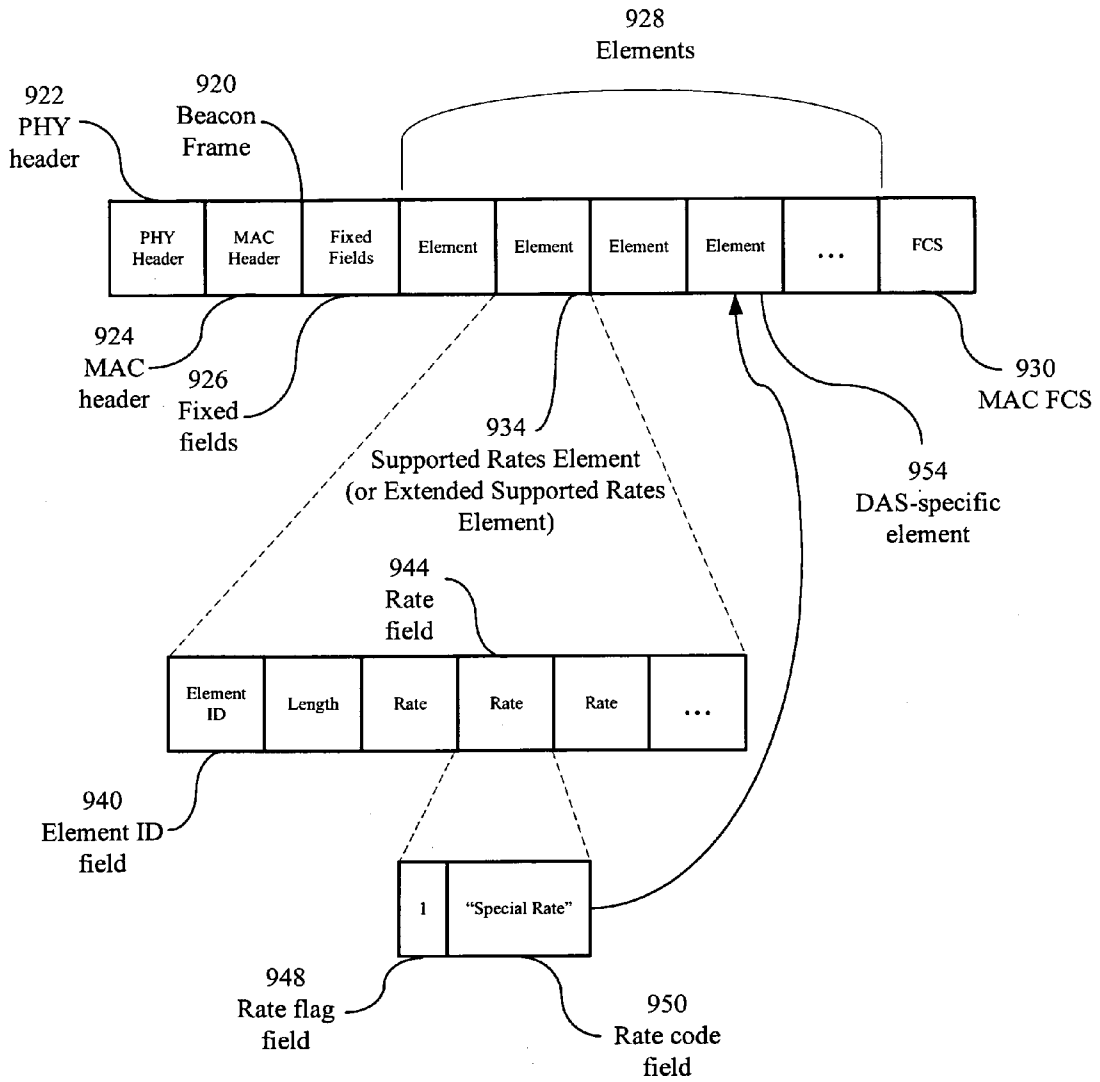 928
Elements
922
PHY
header
920
Beacon
Frame
PHY
Header
MAC
Header
Fixed
Fields
Element
Element
Element
Element
...
FCS
924
MAC
header
926
Fixed
fields
934
Supported Rates Element
(or Extended Supported Rates
Element)
930
MAC FCS
954
DAS-specific
element
944
Rate
field
Element
ID
Length
Rate
Rate
Rate
...
940
Element ID
field
1
“Special Rate”
948
Rate flag
field
950
Rate code
field